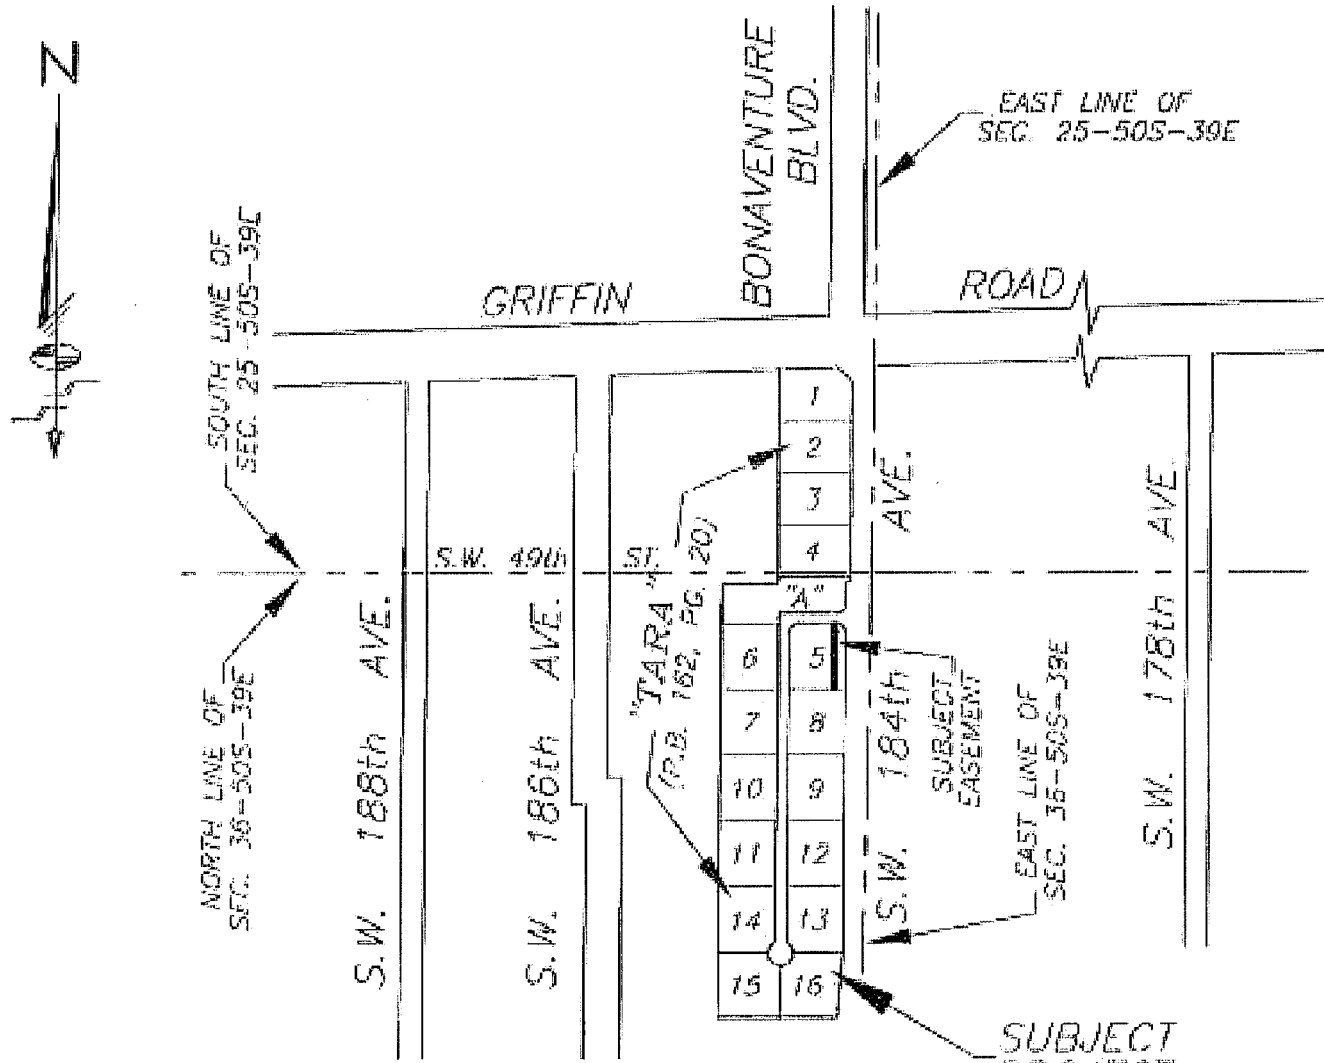 N
BONAVENTURE
BLVD.
EAST LINE OF
SEC. 25-50S-39E
SOUTH LINE OF
SEC. 25-50S-39E
GRIFFIN
ROAD
1
2
3
4
AVE.
S.W. 49th
ST.
"A"
"TARA"
(P.B. 162, PG. 20)
6
5
7
8
10
9
11
12
14
13
15
16
NORTH LINE OF
SEC. 36-50S-39E
S.W. 188th AVE.
S.W. 186th AVE.
S.W. 184th
SUBJECT
EASEMENT
EAST LINE OF
SEC. 36-50S-39E
S.W. 178th AVE.
SUBJECT